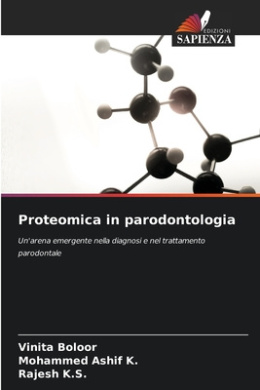 EDIZIONI
SAPIENZA
Proteomica in parodontologia
Un'arena emergente nella diagnosi e nel trattamento
parodontale
Vinita Boloor
Mohammed Ashif K.
Rajesh K.S.